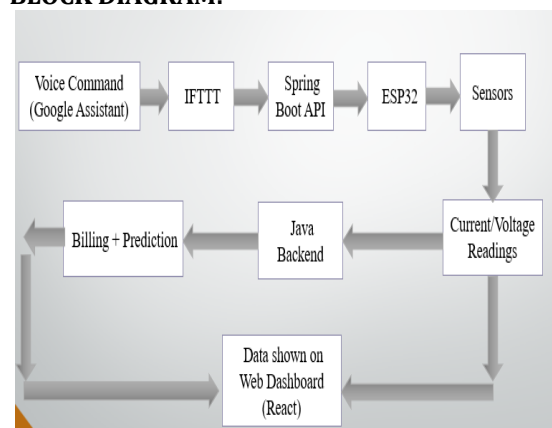 BLOCK DIAGRAM:
Voice Command
(Google Assistant)
IFTTT
Spring
Boot API
ESP32
Sensors
Billing + Prediction
Java
Backend
Current/Voltage
Readings
Data shown on
Web Dashboard
(React)